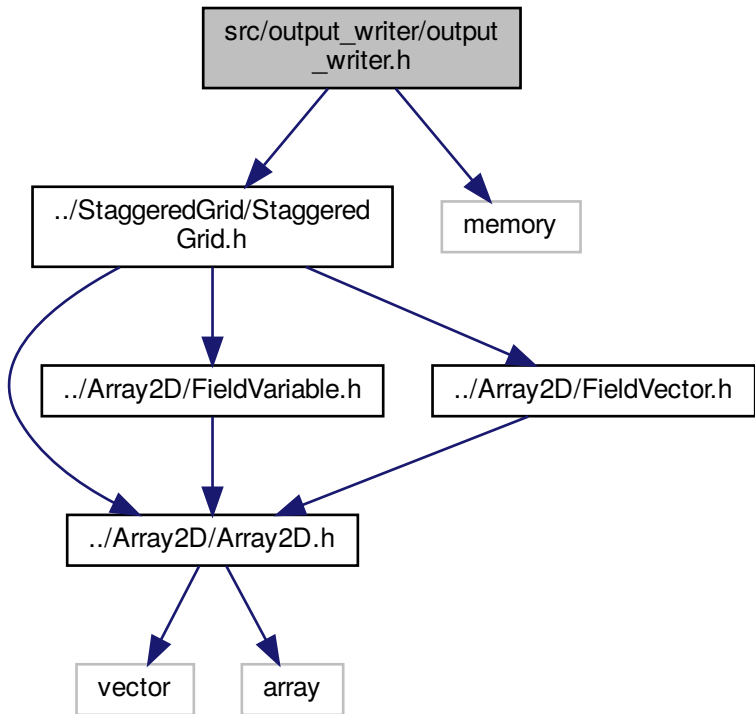 src/output_writer/output
_writer.h
../StaggeredGrid/Staggered
Grid.h
memory
../Array2D/FieldVariable.h
../Array2D/FieldVector.h
../Array2D/Array2D.h
vector
array